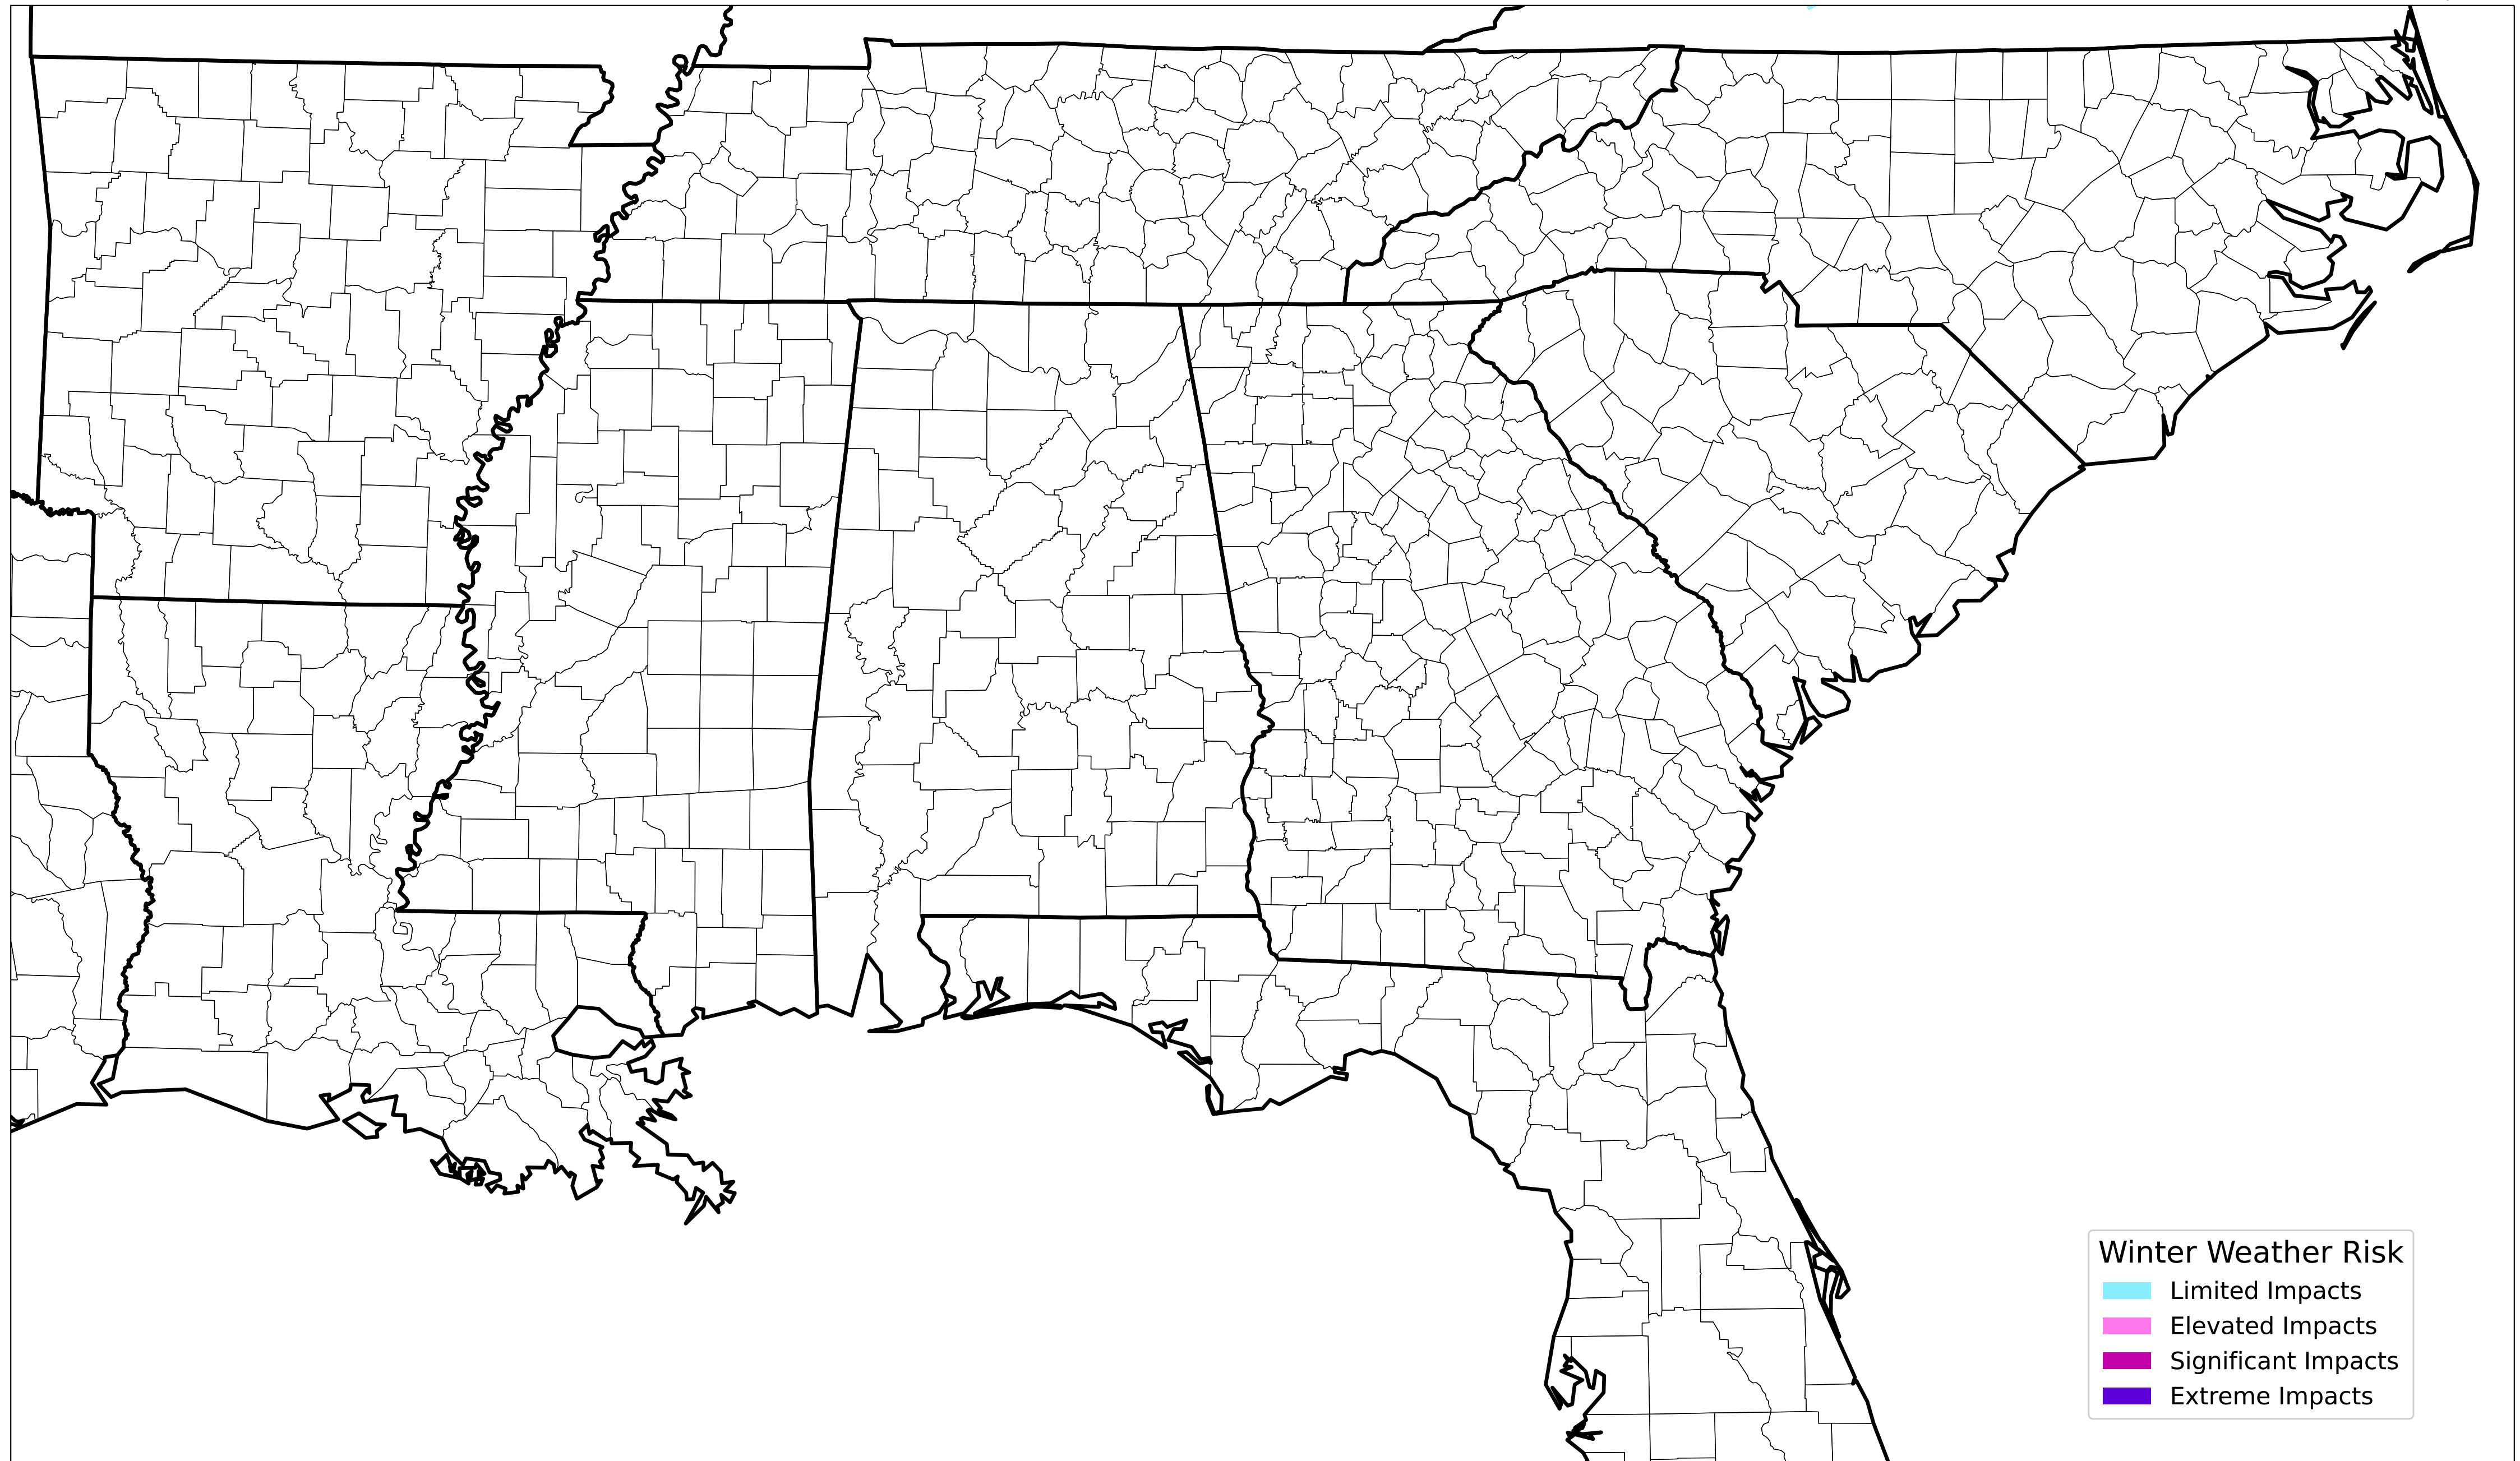 Winter Weather Risk
Limited Impacts
Elevated Impacts
Significant Impacts
Extreme Impacts